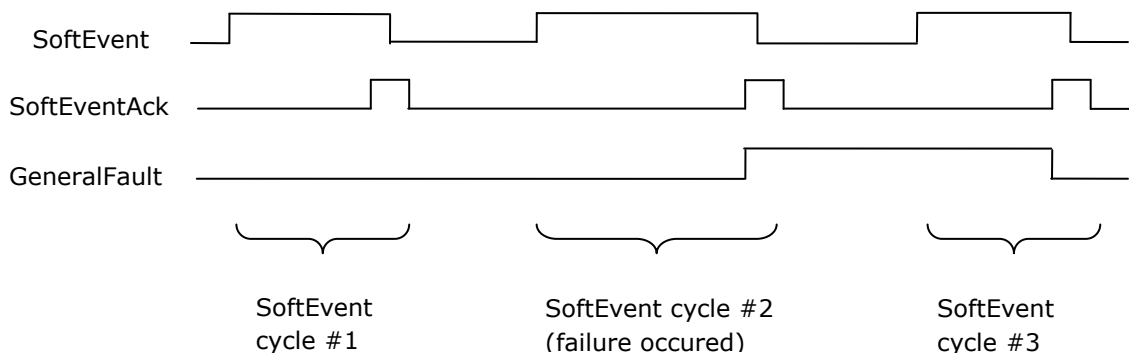 SoftEvent
SoftEventAck
GeneralFault
SoftEvent
cycle #1
SoftEvent cycle #2
(failure occured)
SoftEvent
cycle #3